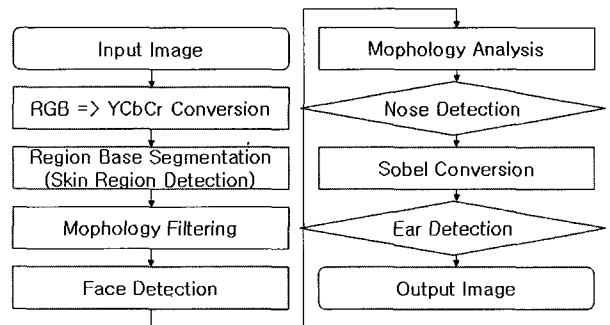 Input Image
RGB => YCbCr Conversion
Region Base Segmentation
(Skin Region Detection)
Mophology Filtering
Face Detection
Mophology Analysis
Nose Detection
Sobel Conversion
Ear Detection
Output Image